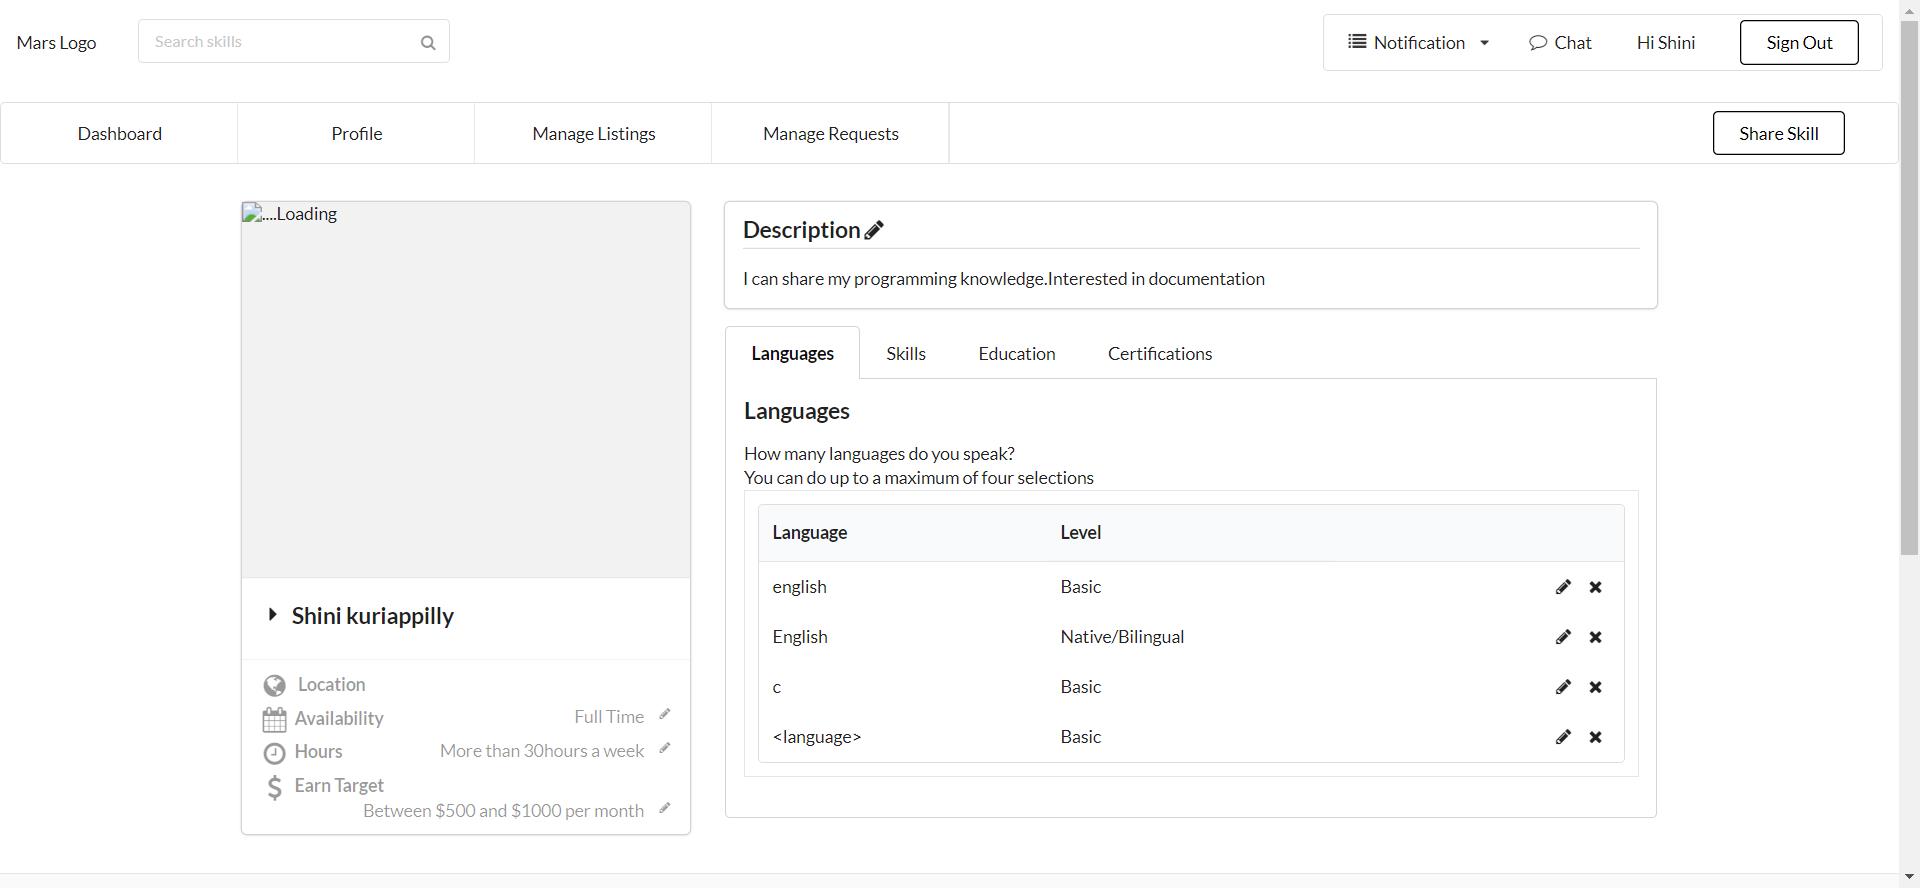 Mars Logo
Search skills
Notification
Chat
Hi Shini
Sign Out
Dashboard
Profile
Manage Listings
Manage Requests
Share Skill
....Loading
Shini kuriappilly
Location
Availability
Full Time
Hours
More than 30hours a week
Earn Target
Between $500 and $1000 per month
Description
I can share my programming knowledge.Interested in documentation
Languages
Skills
Education
Certifications
Languages
How many languages do you speak?
You can do up to a maximum of four selections
Language Level
english Basic
English Native/Bilingual
c Basic
<language> Basic